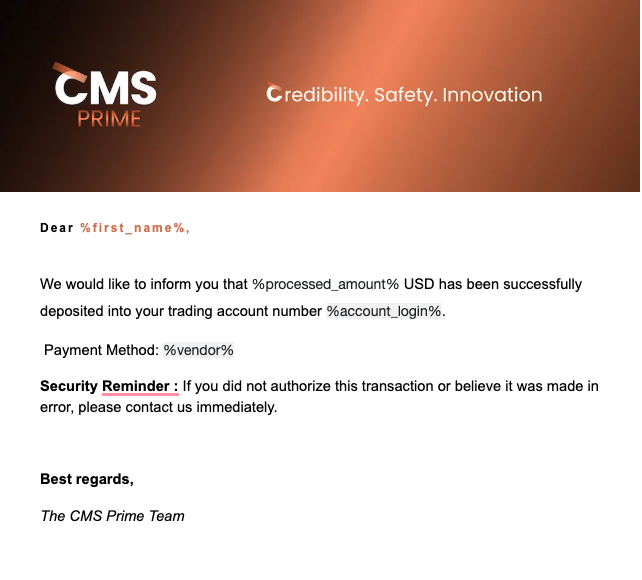 CMS
PRIME
Credibility. Safety. Innovation
Dear %first_name%,
We would like to inform you that %processed_amount% USD has been successfully
deposited into your trading account number %account_login%.
Payment Method: %vendor%
Security Reminder : If you did not authorize this transaction or believe it was made in
error, please contact us immediately.
Best regards,
The CMS Prime Team